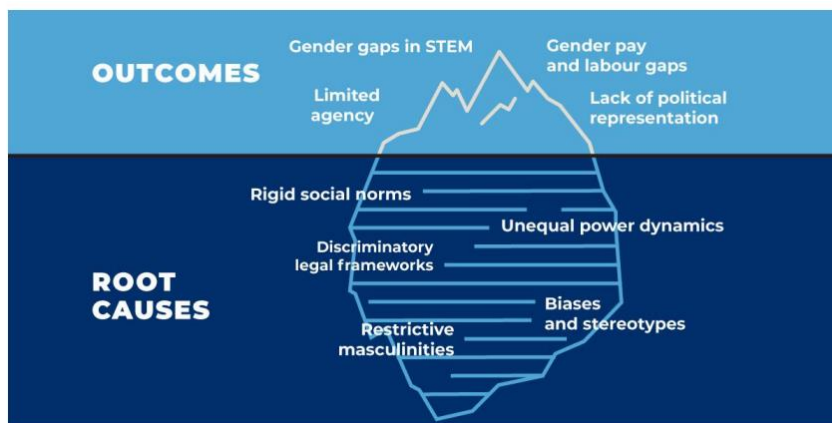 OUTCOMES
Gender gaps in STEM
Gender pay
and labour gaps
Limited
agency
Lack of political
representation
ROOT
CAUSES
Rigid social norms
Unequal power dynamics
Discriminatory
legal frameworks
Biases
and stereotypes
Restrictive
masculinities